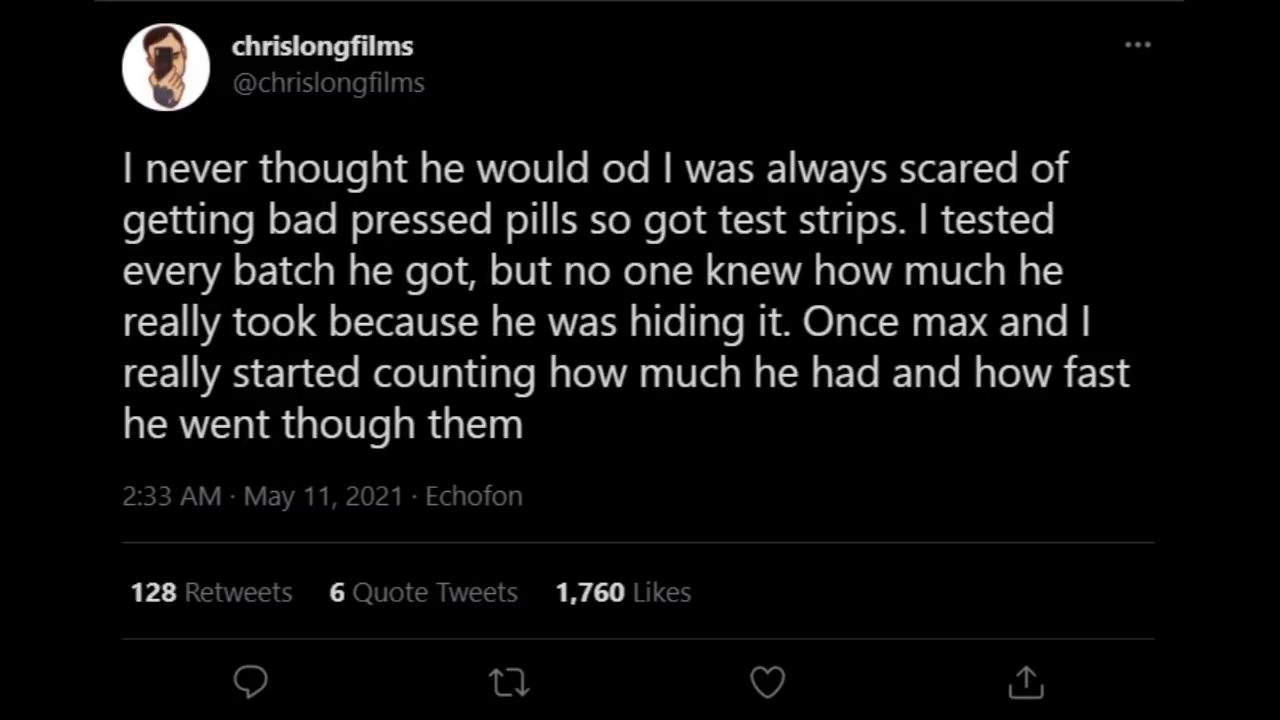 chrislongfilms
@chrislongfilms
I never thought he would od I was always scared of
getting bad pressed pills so got test strips. I tested
every batch he got, but no one knew how much he
really took because he was hiding it. Once max and I
really started counting how much he had and how fast
he went though them
2:33 AM · May 11, 2021 · Echofon
128 Retweets 6 Quote Tweets 1,760 Likes